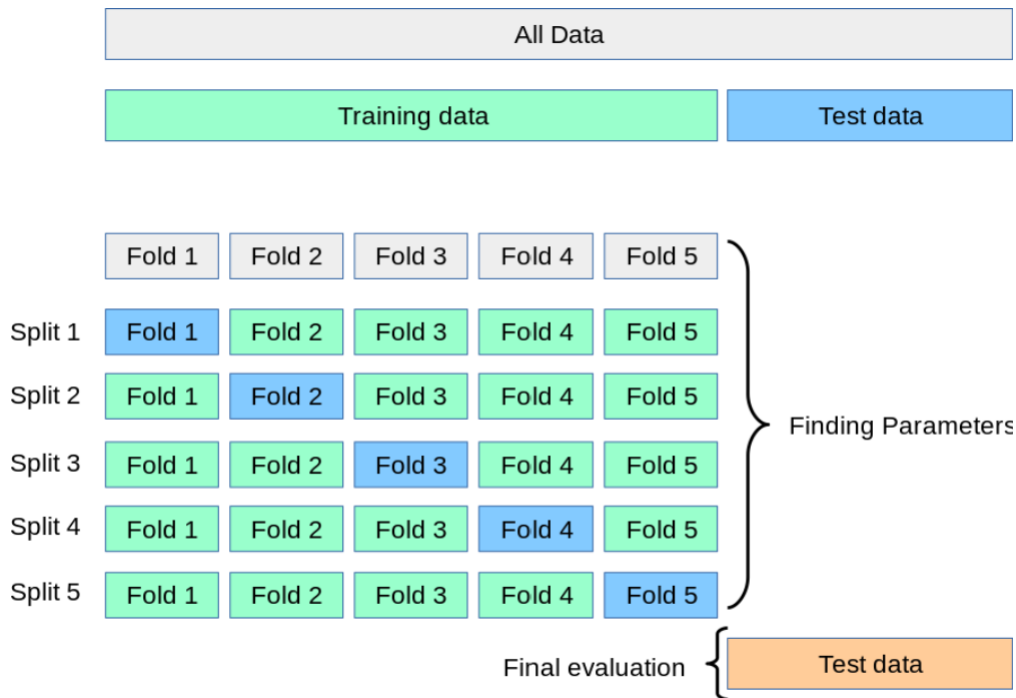 All Data
Training data Test data
Fold 1 Fold 2 Fold 3 Fold 4 Fold 5
Split 1 Fold 1 Fold 2 Fold 3 Fold 4 Fold 5
Split 2 Fold 1 Fold 2 Fold 3 Fold 4 Fold 5
Finding Parameters
Split 3 Fold 1 Fold 2 Fold 3 Fold 4 Fold 5
Split 4 Fold 1 Fold 2 Fold 3 Fold 4 Fold 5
Split 5 Fold 1 Fold 2 Fold 3 Fold 4 Fold 5
Final evaluation Test data